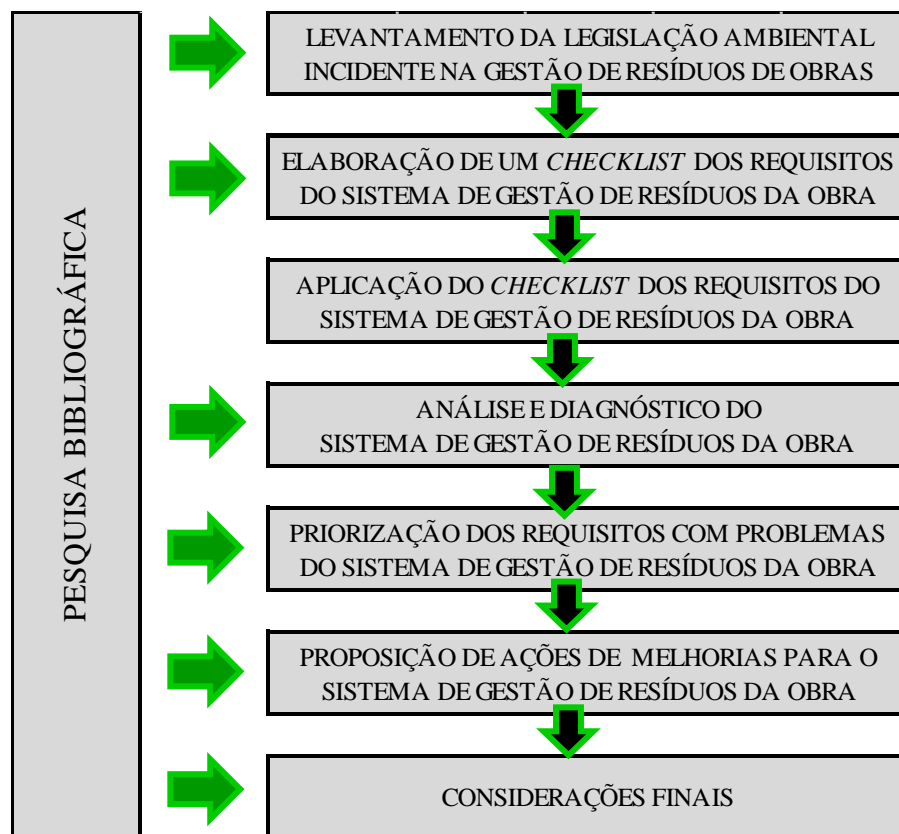 PESQUISA BIBLIOGRÁFICA
LEVANTAMENTO DA LEGISLAÇÃO AMBIENTAL
INCIDENTE NA GESTÃO DE RESÍDUOS DE OBRAS
ELABORAÇÃO DE UM CHECKLIST DOS REQUISITOS
DO SISTEMA DE GESTÃO DE RESÍDUOS DA OBRA
APLICAÇÃO DO CHECKLIST DOS REQUISITOS DO
SISTEMA DE GESTÃO DE RESÍDUOS DA OBRA
ANÁLISE E DIAGNÓSTICO DO
SISTEMA DE GESTÃO DE RESÍDUOS DA OBRA
PRIORIZAÇÃO DOS REQUISITOS COM PROBLEMAS
DO SISTEMA DE GESTÃO DE RESÍDUOS DA OBRA
PROPOSIÇÃO DE AÇÕES DE MELHORIAS PARA O
SISTEMA DE GESTÃO DE RESÍDUOS DA OBRA
CONSIDERAÇÕES FINAIS